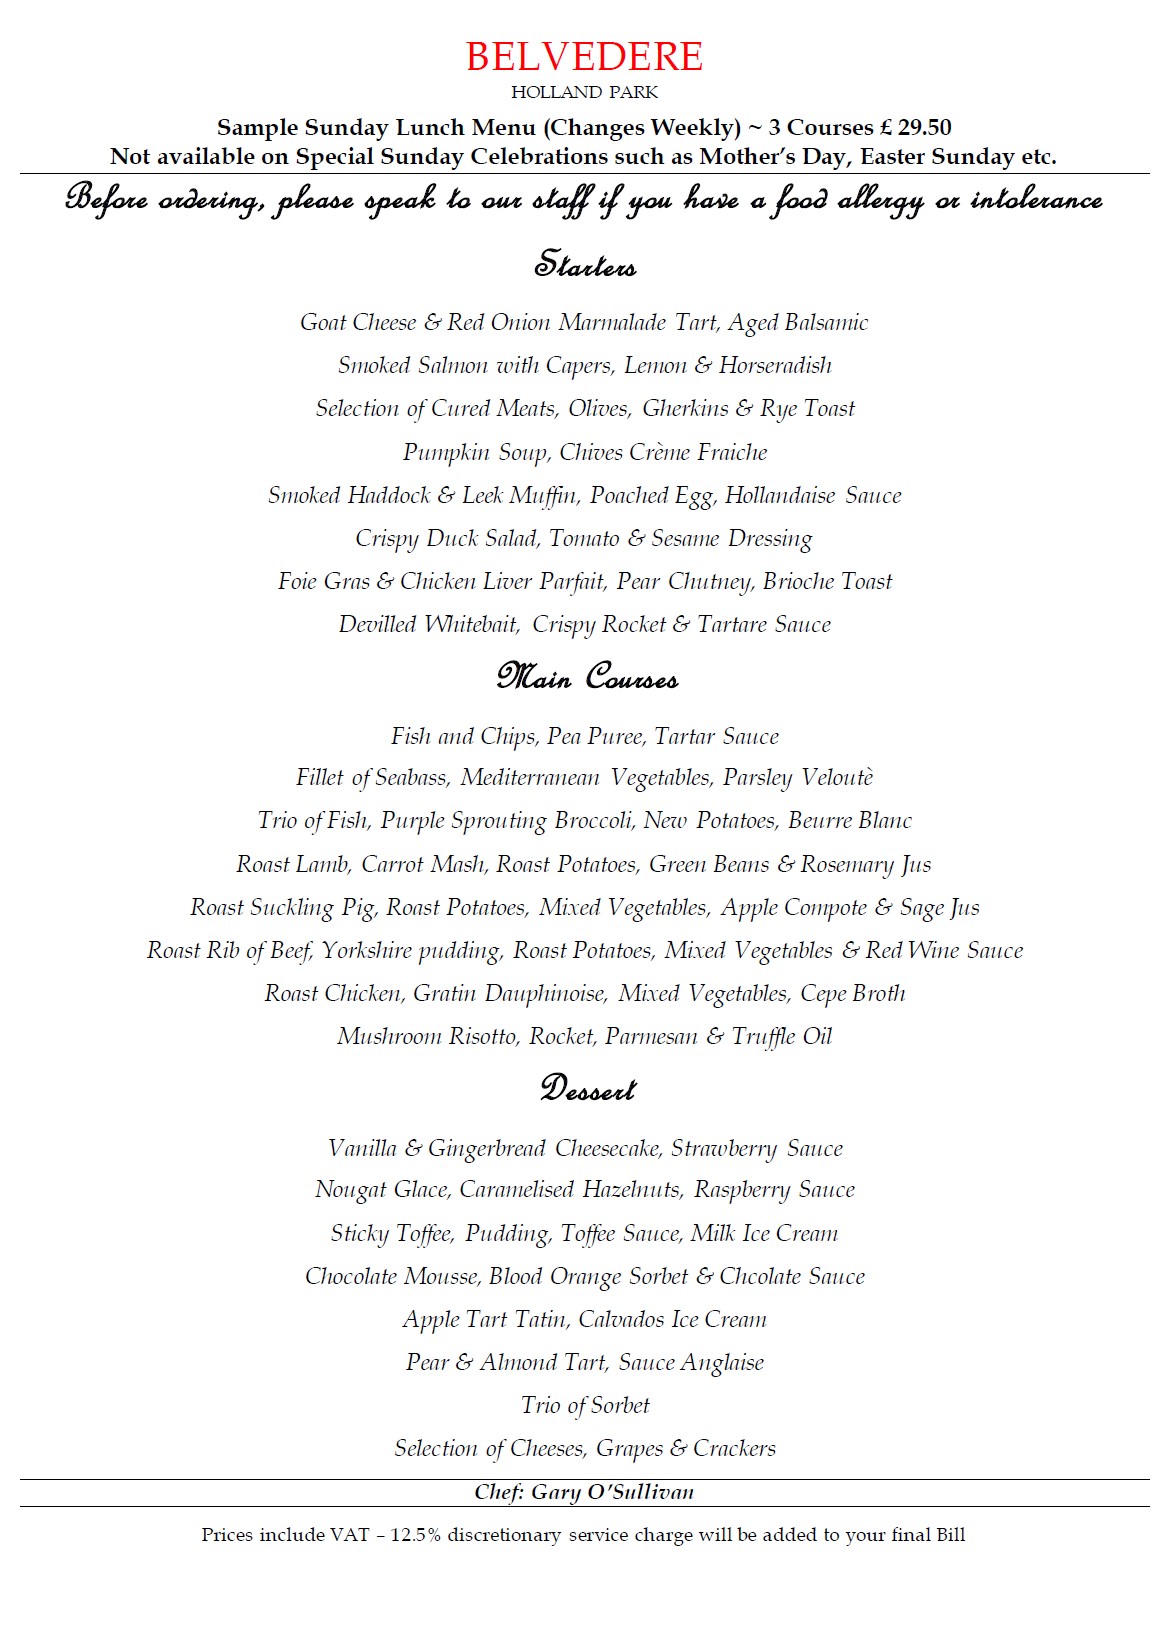 BELVEDERE
HOLLAND PARK
Sample Sunday Lunch Menu (Changes Weekly) ~ 3 Courses £ 29.50
Not available on Special Sunday Celebrations such as Mother’s Day, Easter Sunday etc.
Before ordering, please speak to our staff if you have a food allergy or intolerance
Starters
Goat Cheese & Red Onion Marmalade Tart, Aged Balsamic
Smoked Salmon with Capers, Lemon & Horseradish
Selection of Cured Meats, Olives, Gherkins & Rye Toast
Pumpkin Soup, Chives Crème Fraiche
Smoked Haddock & Leek Muffin, Poached Egg, Hollandaise Sauce
Crispy Duck Salad, Tomato & Sesame Dressing
Foie Gras & Chicken Liver Parfait, Pear Chutney, Brioche Toast
Devilled Whitebait, Crispy Rocket & Tartare Sauce
Main Courses
Fish and Chips, Pea Puree, Tartar Sauce
Fillet of Seabass, Mediterranean Vegetables, Parsley Veloutè
Trio of Fish, Purple Sprouting Broccoli, New Potatoes, Beurre Blanc
Roast Lamb, Carrot Mash, Roast Potatoes, Green Beans & Rosemary Jus
Roast Suckling Pig, Roast Potatoes, Mixed Vegetables, Apple Compote & Sage Jus
Roast Rib of Beef, Yorkshire pudding, Roast Potatoes, Mixed Vegetables & Red Wine Sauce
Roast Chicken, Gratin Dauphinoise, Mixed Vegetables, Cepe Broth
Mushroom Risotto, Rocket, Parmesan & Truffle Oil
Dessert
Vanilla & Gingerbread Cheesecake, Strawberry Sauce
Nougat Glace, Caramelised Hazelnuts, Raspberry Sauce
Sticky Toffee, Pudding, Toffee Sauce, Milk Ice Cream
Chocolate Mousse, Blood Orange Sorbet & Chcolate Sauce
Apple Tart Tatin, Calvados Ice Cream
Pear & Almond Tart, Sauce Anglaise
Trio of Sorbet
Selection of Cheeses, Grapes & Crackers
Chef: Gary O’Sullivan
Prices include VAT – 12.5% discretionary service charge will be added to your final Bill